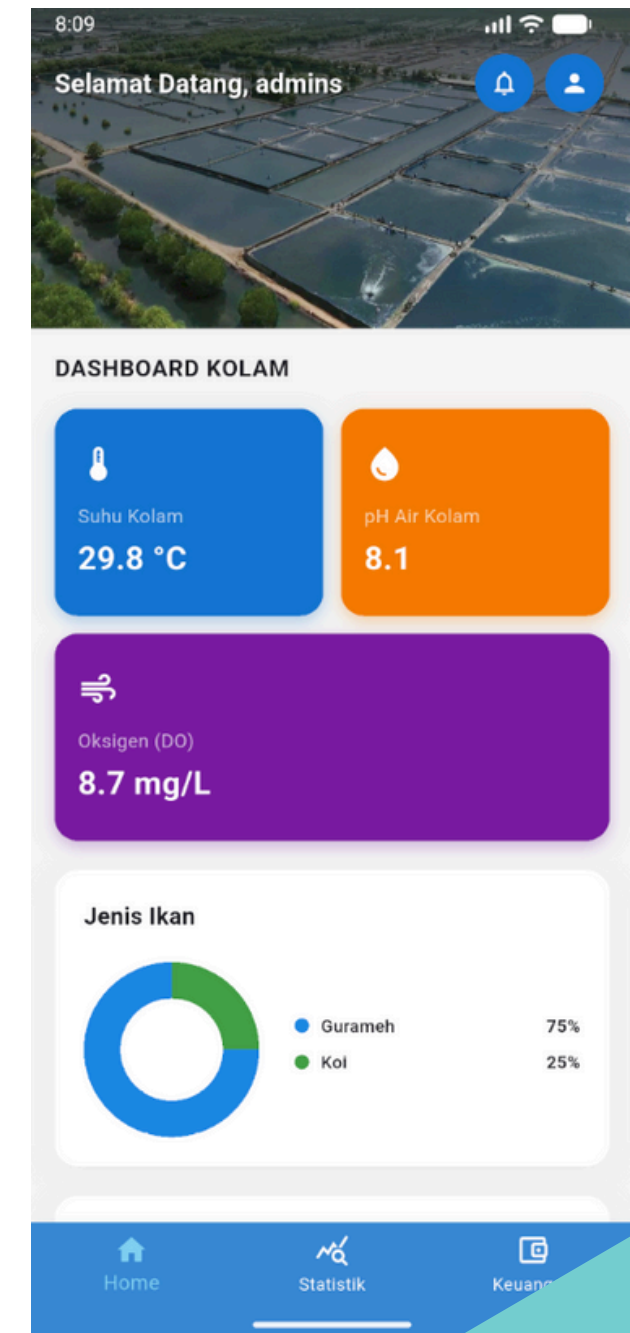 8:09
Selamat Datang, admins
DASHBOARD KOLAM
Suhu Kolam
29.8 °C
pH Air Kolam
8.1
Oksigen (DO)
8.7 mg/L
Jenis Ikan
Gurameh 75%
Koi 25%
Home
Statistik